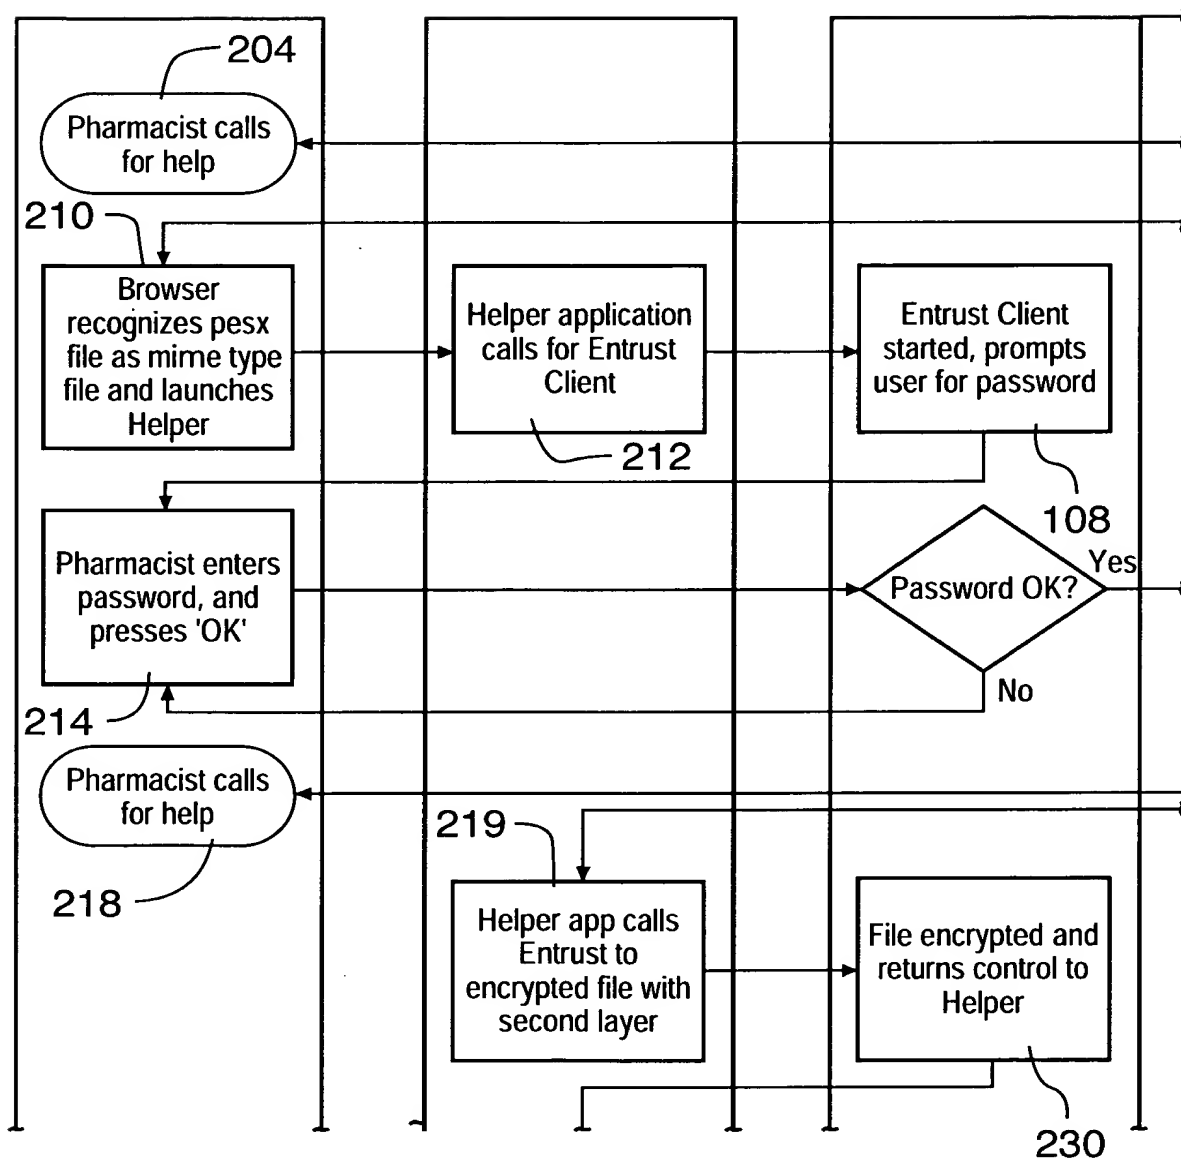 204
Pharmacist calls
for help
210
Browser
recognizes pesx
file as mime type
file and launches
Helper
Helper application
calls for Entrust
Client
212
Entrust Client
started, prompts
user for password
108
Pharmacist enters
password, and
presses 'OK'
214
Password OK?
Yes
No
Pharmacist calls
for help
218
219
Helper app calls
Entrust to
encrypted file with
second layer
File encrypted and
returns control to
Helper
230